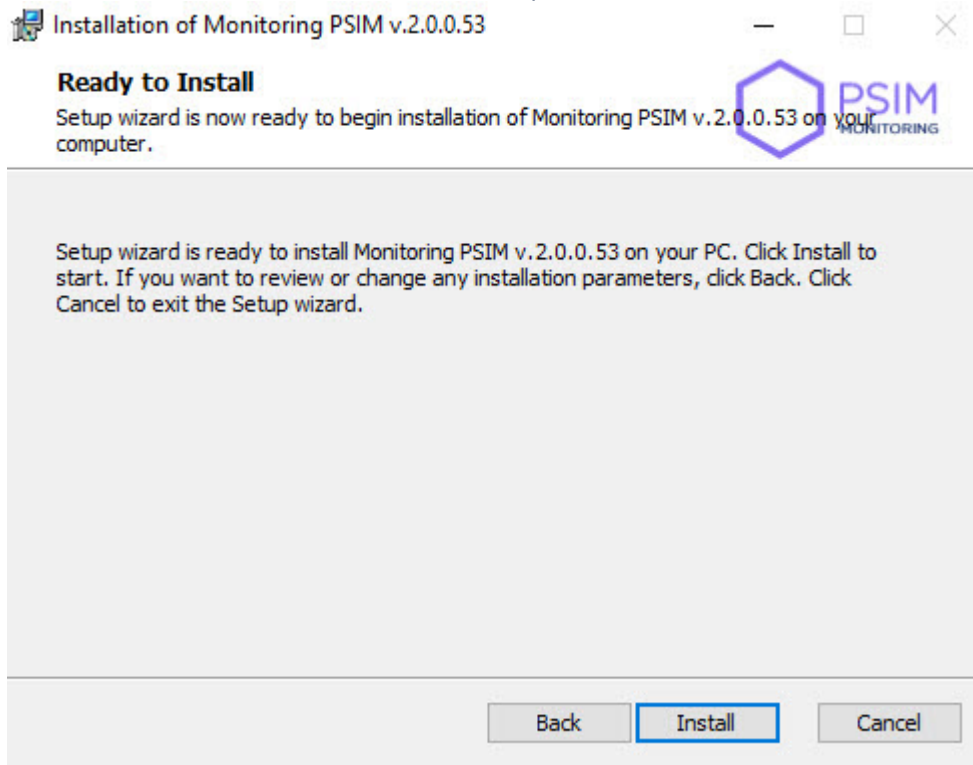 Installation of Monitoring PSIM v.2.0.0.53
Ready to Install
Setup wizard is now ready to begin installation of Monitoring PSIM v.2.0.0.53 on your
computer.
PSIM
MONITORING
Setup wizard is ready to install Monitoring PSIM v.2.0.0.53 on your PC. Click Install to
start. If you want to review or change any installation parameters, click Back. Click
Cancel to exit the Setup wizard.
Back Install Cancel